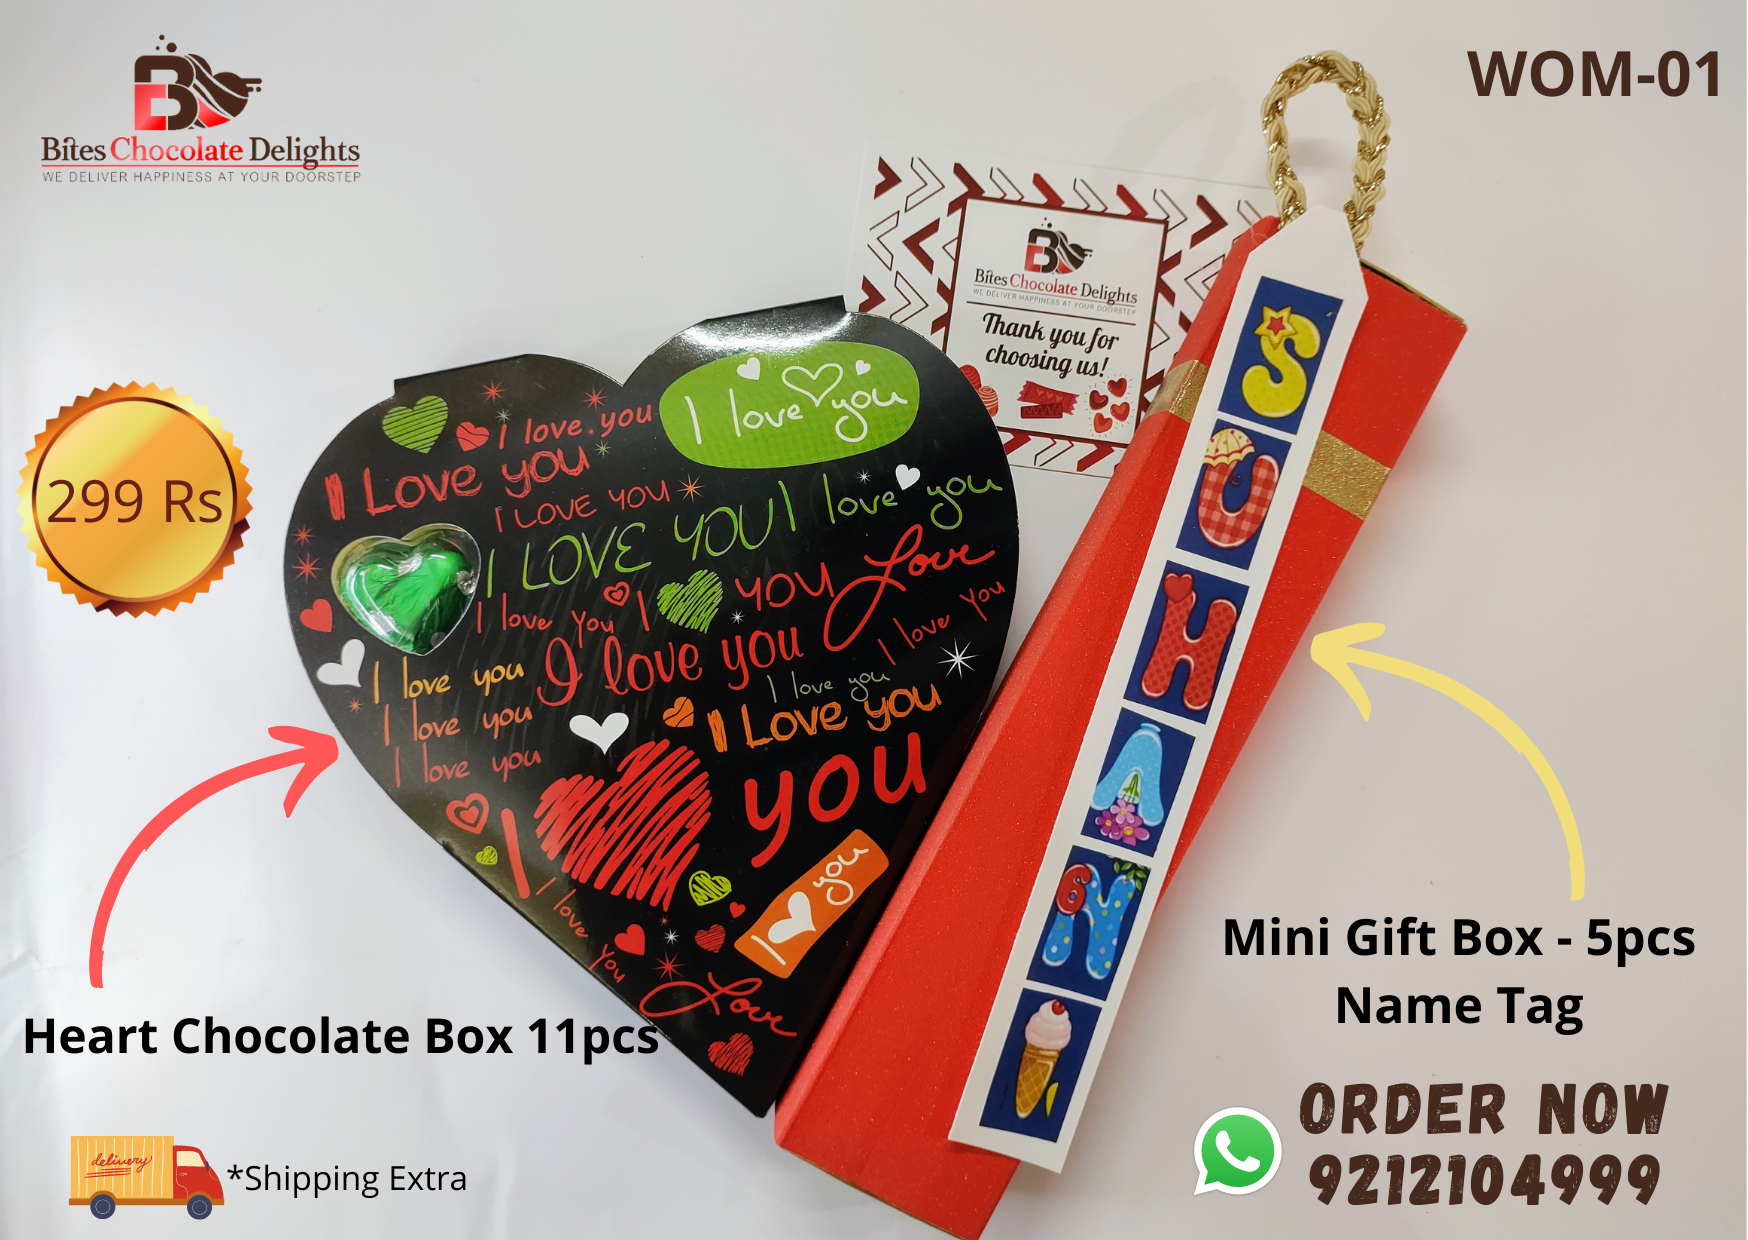 B
Bites Chocolate Delights
WE DELIVER HAPPINESS AT YOUR DOORSTEP
WOM-01
B
Bites Chocolate Delights
WE DELIVER HAPPINESS AT YOUR DOORSTEP
Thank you for
choosing us!
299 Rs
I love you
I love you
I Love you
I LOVE YOU
I love you
I LOVE YOU
Love
YOU
I love You
I
I love You
I love you
I love you
I love you
I love you
I Love you
I love you
I love you
you
I
I you
I love you
Love
S
U
H
A
N
I
Heart Chocolate Box 11pcs
Mini Gift Box - 5pcs
Name Tag
delivery
*Shipping Extra
ORDER NOW
9212104999